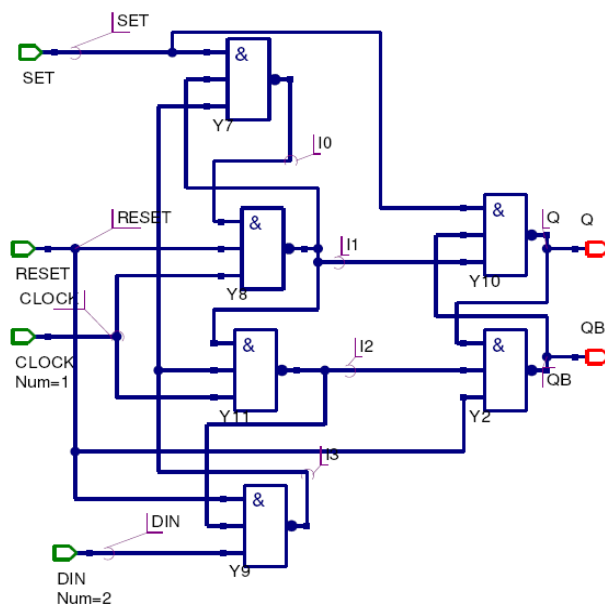 SET
SET
&
Y7
I0
RESET
RESET
&
Y8
I1
&
Y10
Q
Q
CLOCK
CLOCK
Num=1
&
Y11
I2
&
Y2
QB
QB
I3
&
Y9
DIN
DIN
Num=2